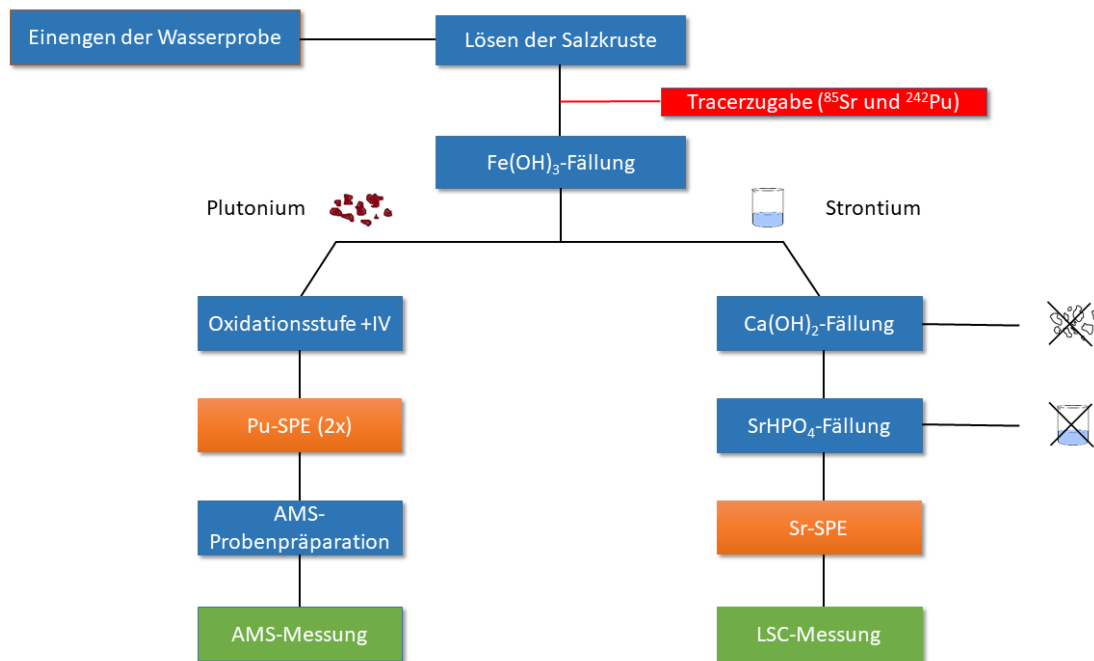 Einengen der Wasserprobe
Lösen der Salzkruste
Tracerzugabe (⁸⁵Sr und ²⁴²Pu)
Fe(OH)₃-Fällung
Plutonium
Strontium
Oxidationsstufe +IV
Ca(OH)₂-Fällung
Pu-SPE (2x)
SrHPO₄-Fällung
AMS-
Probenpräparation
Sr-SPE
AMS-Messung
LSC-Messung